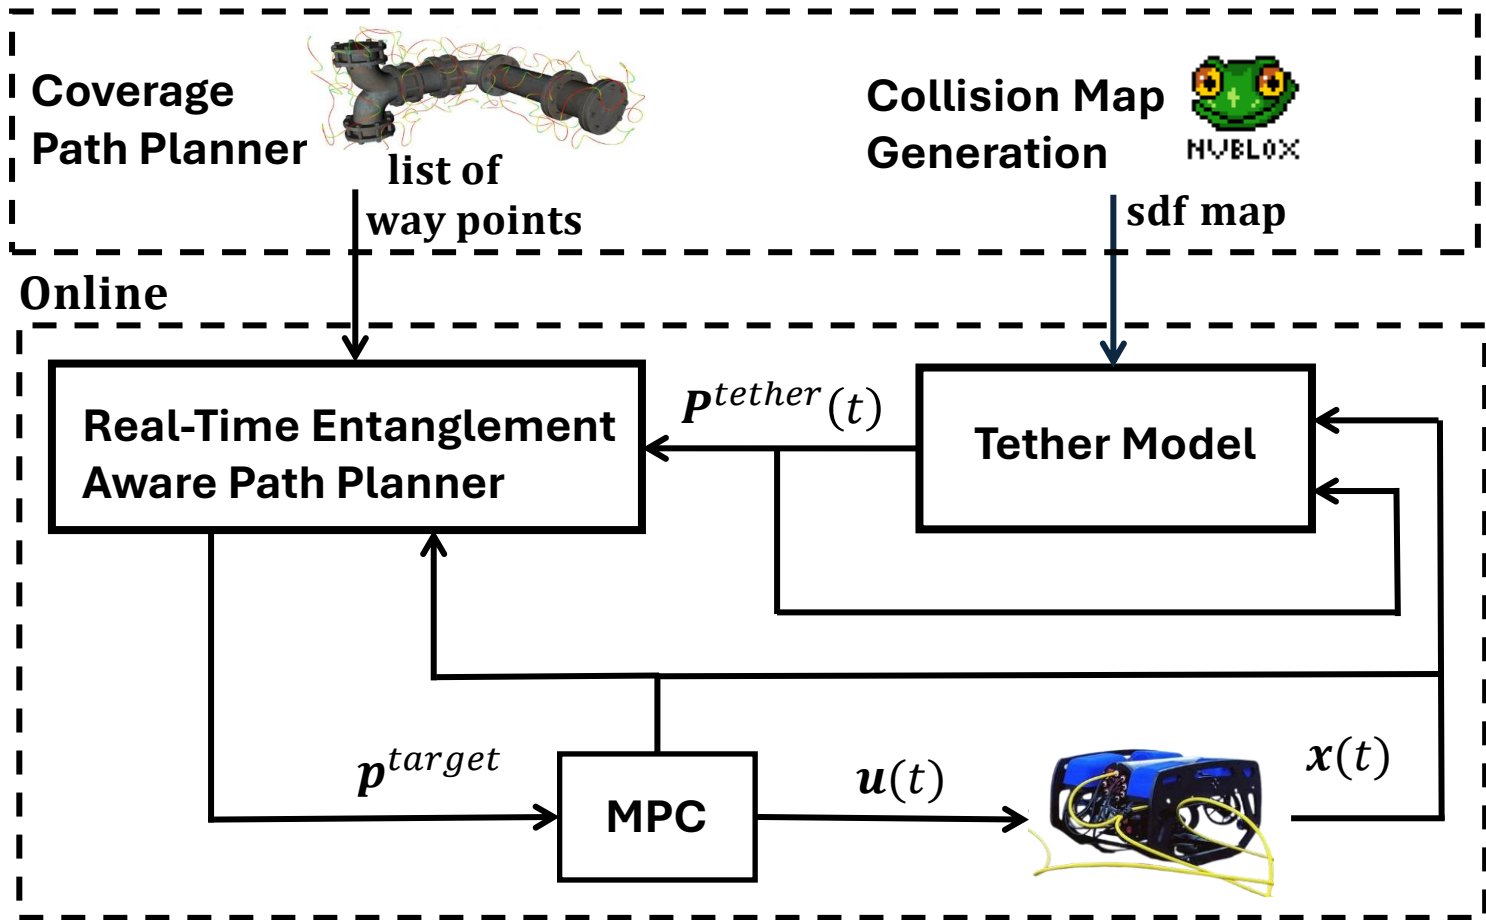 Coverage
Path Planner
list of
way points
Collision Map
Generation
NVBLOX
sdf map
Online
Real-Time Entanglement
Aware Path Planner
P^{tether}(t)
Tether Model
p^{target}
MPC
u(t)
x(t)